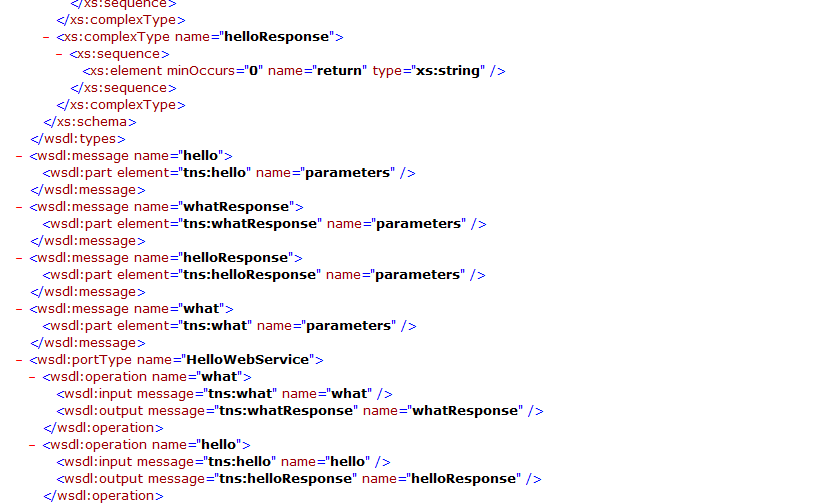 </xs:sequence>
</xs:complexType>
- <xs:complexType name="helloResponse">
- <xs:sequence>
<xs:element minOccurs="0" name="return" type="xs:string" />
</xs:sequence>
</xs:complexType>
</xs:schema>
</wsdl:types>
- <wsdl:message name="hello">
<wsdl:part element="tns:hello" name="parameters" />
</wsdl:message>
- <wsdl:message name="whatResponse">
<wsdl:part element="tns:whatResponse" name="parameters" />
</wsdl:message>
- <wsdl:message name="helloResponse">
<wsdl:part element="tns:helloResponse" name="parameters" />
</wsdl:message>
- <wsdl:message name="what">
<wsdl:part element="tns:what" name="parameters" />
</wsdl:message>
- <wsdl:portType name="HelloWebService">
- <wsdl:operation name="what">
<wsdl:input message="tns:what" name="what" />
<wsdl:output message="tns:whatResponse" name="whatResponse" />
</wsdl:operation>
- <wsdl:operation name="hello">
<wsdl:input message="tns:hello" name="hello" />
<wsdl:output message="tns:helloResponse" name="helloResponse" />
</wsdl:operation>